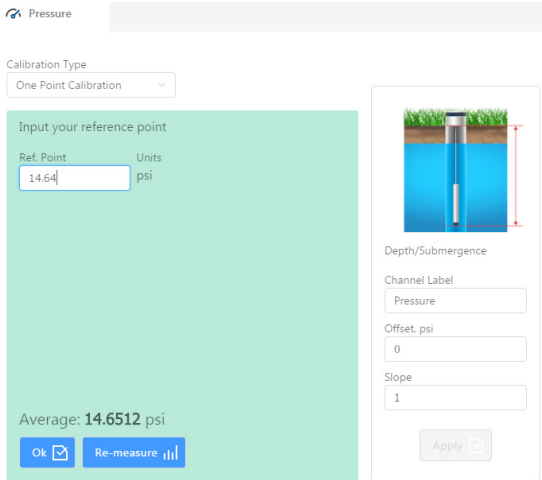 Pressure
Calibration Type
One Point Calibration
Input your reference point
Ref. Point Units
14.64 psi
Average: 14.6512 psi
Ok Re-measure
Depth/Submergence
Channel Label
Pressure
Offset, psi
0
Slope
1
Apply